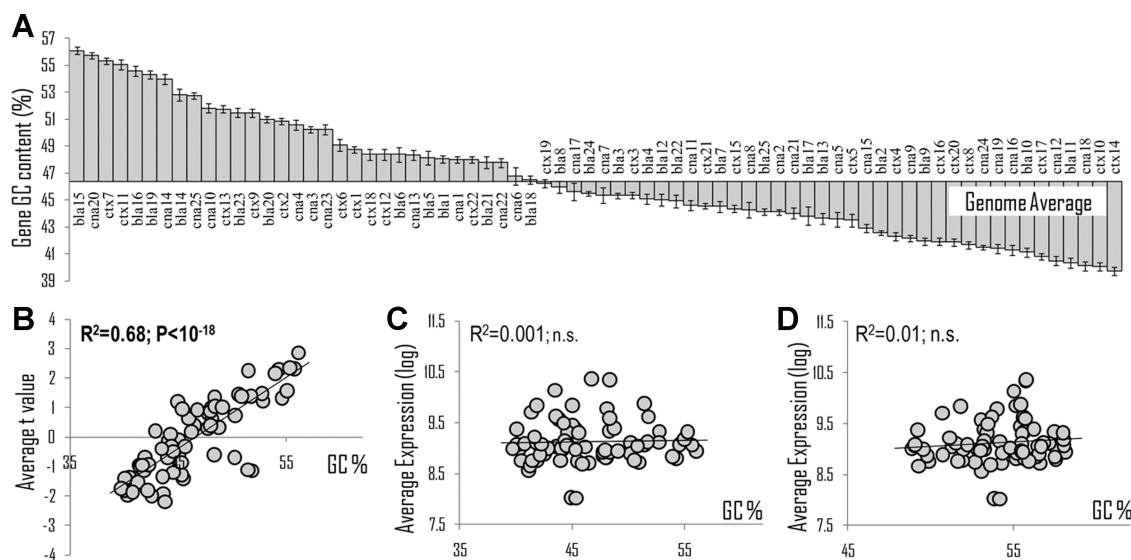 A
Gene GC content (%)
57
55
53
51
49
47
45
43
41
39
bla15
cna20
ctx7
ctx11
bla16
bla19
cna14
bla14
cna25
cna10
ctx13
bla23
ctx9
bla20
ctx2
cna4
cna3
cna23
ctx6
ctx1
ctx18
ctx12
bla6
cna13
bla5
bla1
cna1
ctx22
bla21
cna22
cna6
bla18
ctx19
bla8
cna17
bla24
cna7
bla3
ctx3
bla4
bla12
bla22
cna11
ctx21
bla7
ctx15
cna8
bla25
cna2
cna21
bla17
bla13
cna5
ctx5
cna15
bla2
ctx4
cna9
bla9
ctx16
ctx20
ctx8
cna24
cna19
cna16
bla10
ctx17
cna12
bla11
cna18
ctx10
ctx14
Genome Average
B
R²=0.68; P<10⁻¹⁸
Average t value
4
3
2
1
0
-1
-2
-3
-4
35
55
GC %
C
R²=0.001; n.s.
Average Expression (log)
11.5
10.5
9.5
8.5
7.5
35
45
55
GC %
D
R²=0.01; n.s.
Average Expression (log)
11.5
10.5
9.5
8.5
7.5
45
55
GC %